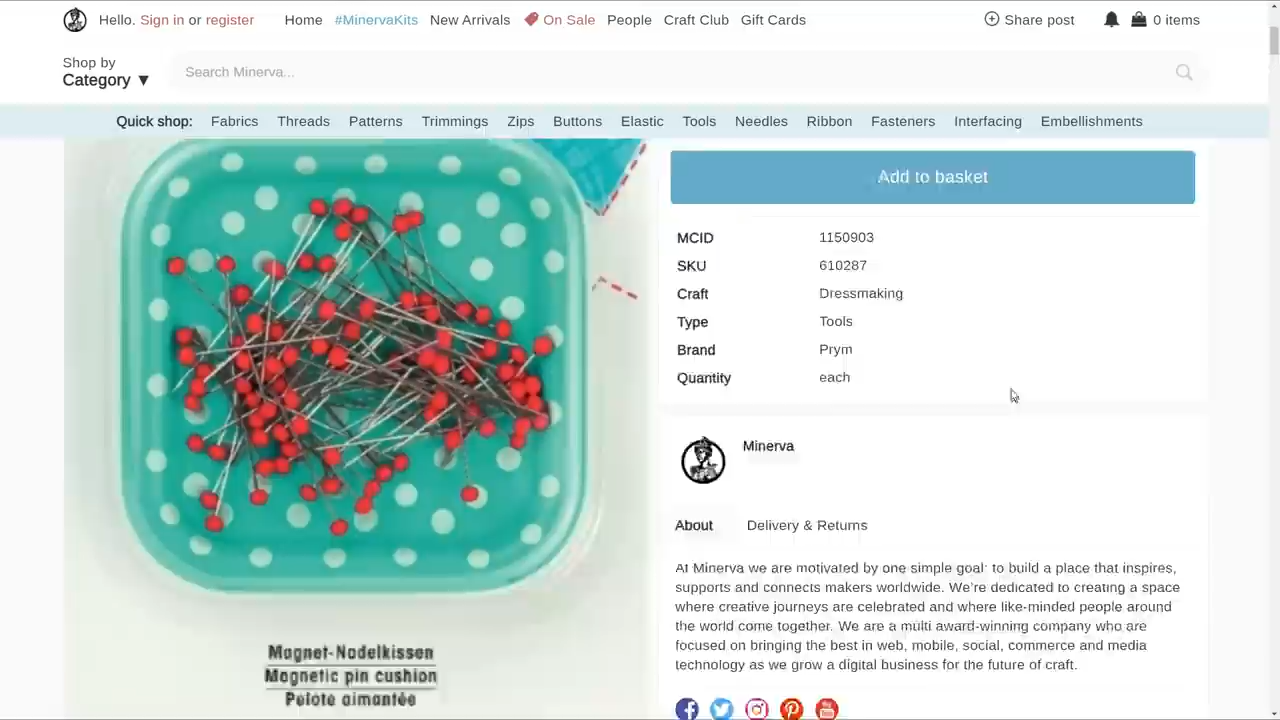 Hello. Sign in or register Home #MinervaKits New Arrivals On Sale People Craft Club Gift Cards Share post 0 items
Shop by
Category ▼
Search Minerva...
Quick shop: Fabrics Threads Patterns Trimmings Zips Buttons Elastic Tools Needles Ribbon Fasteners Interfacing Embellishments
Add to basket
MCID 1150903
SKU 610287
Craft Dressmaking
Type Tools
Brand Prym
Quantity each
Minerva
About Delivery & Returns
At Minerva we are motivated by one simple goal: to build a place that inspires,
supports and connects makers worldwide. We're dedicated to creating a space
where creative journeys are celebrated and where like-minded people around
the world come together. We are a multi award-winning company who are
focused on bringing the best in web, mobile, social, commerce and media
technology as we grow a digital business for the future of craft.
Magnet-Nadelkissen
Magnetic pin cushion
Pelote aimantée